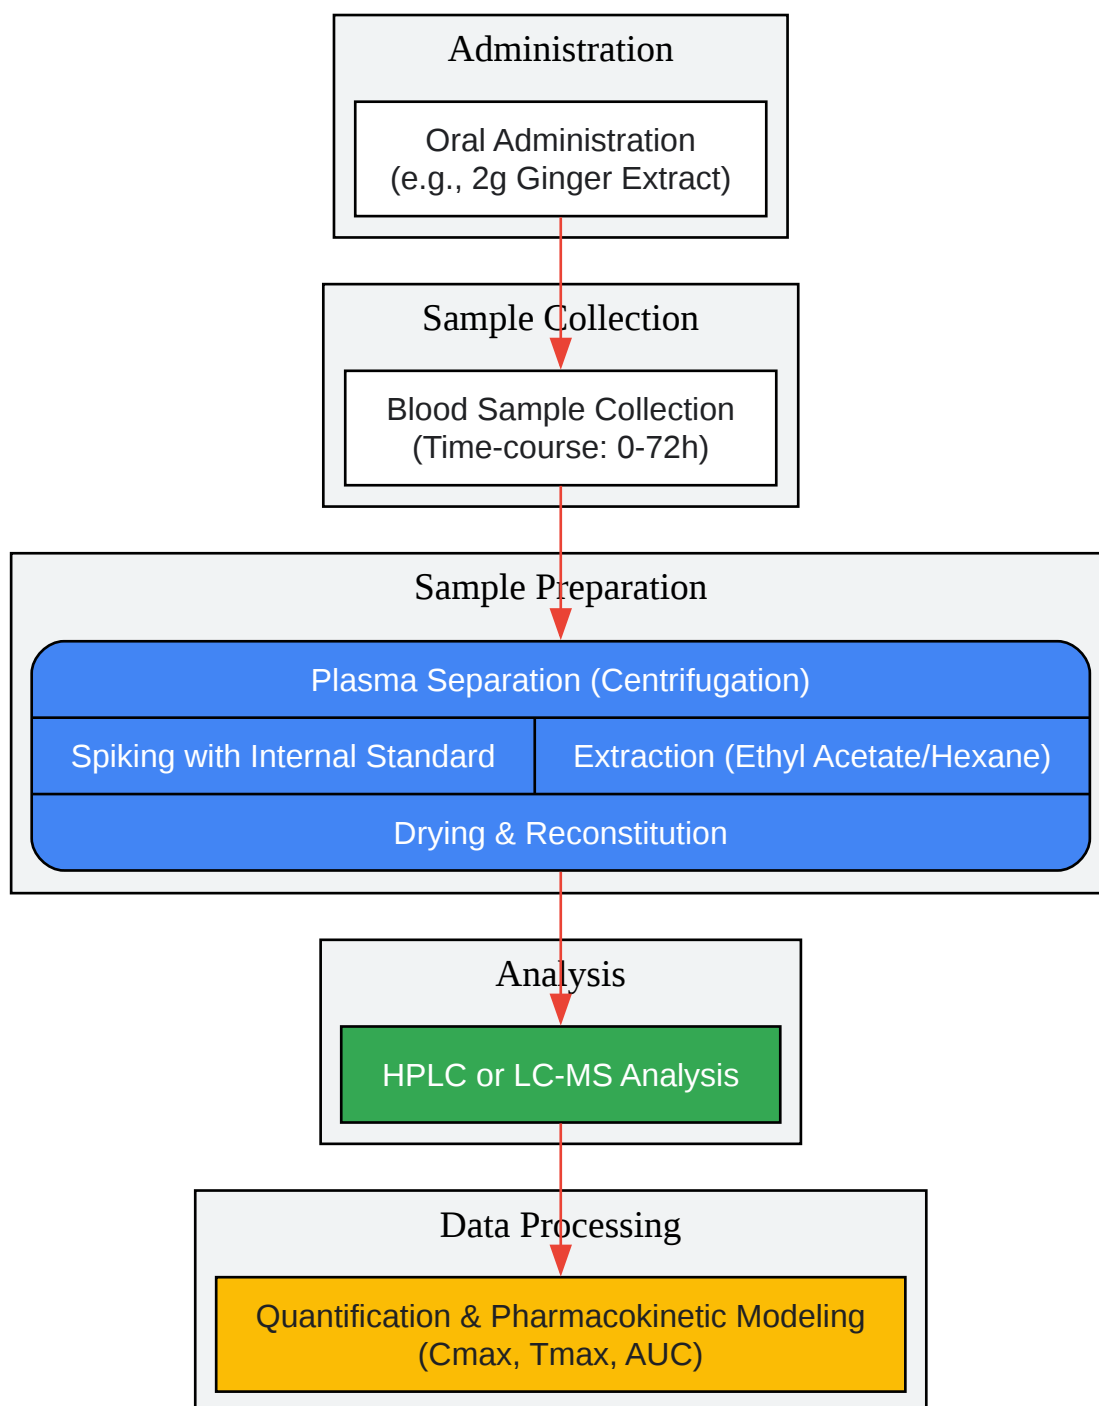 Administration
Oral Administration
(e.g., 2g Ginger Extract)
Sample Collection
Blood Sample Collection
(Time-course: 0-72h)
Sample Preparation
Plasma Separation (Centrifugation)
Spiking with Internal Standard
Extraction (Ethyl Acetate/Hexane)
Drying & Reconstitution
Analysis
HPLC or LC-MS Analysis
Data Processing
Quantification & Pharmacokinetic Modeling
(Cmax, Tmax, AUC)